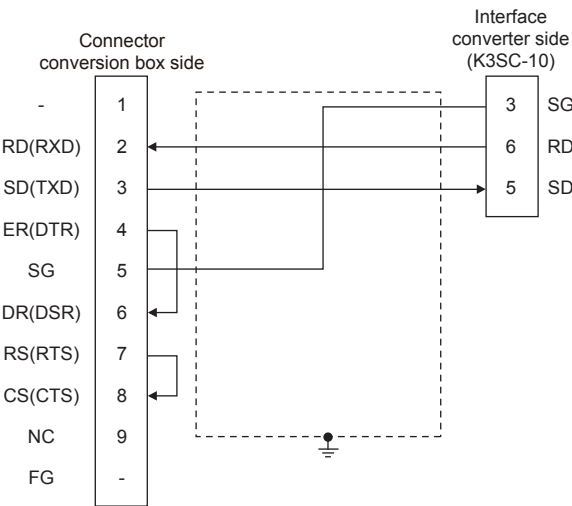 Connector
conversion box side
Interface
converter side
(K3SC-10)
- 1
RD(RXD) 2
SD(TXD) 3
ER(DTR) 4
SG 5
DR(DSR) 6
RS(RTS) 7
CS(CTS) 8
NC 9
FG -
3 SG
6 RD
5 SD